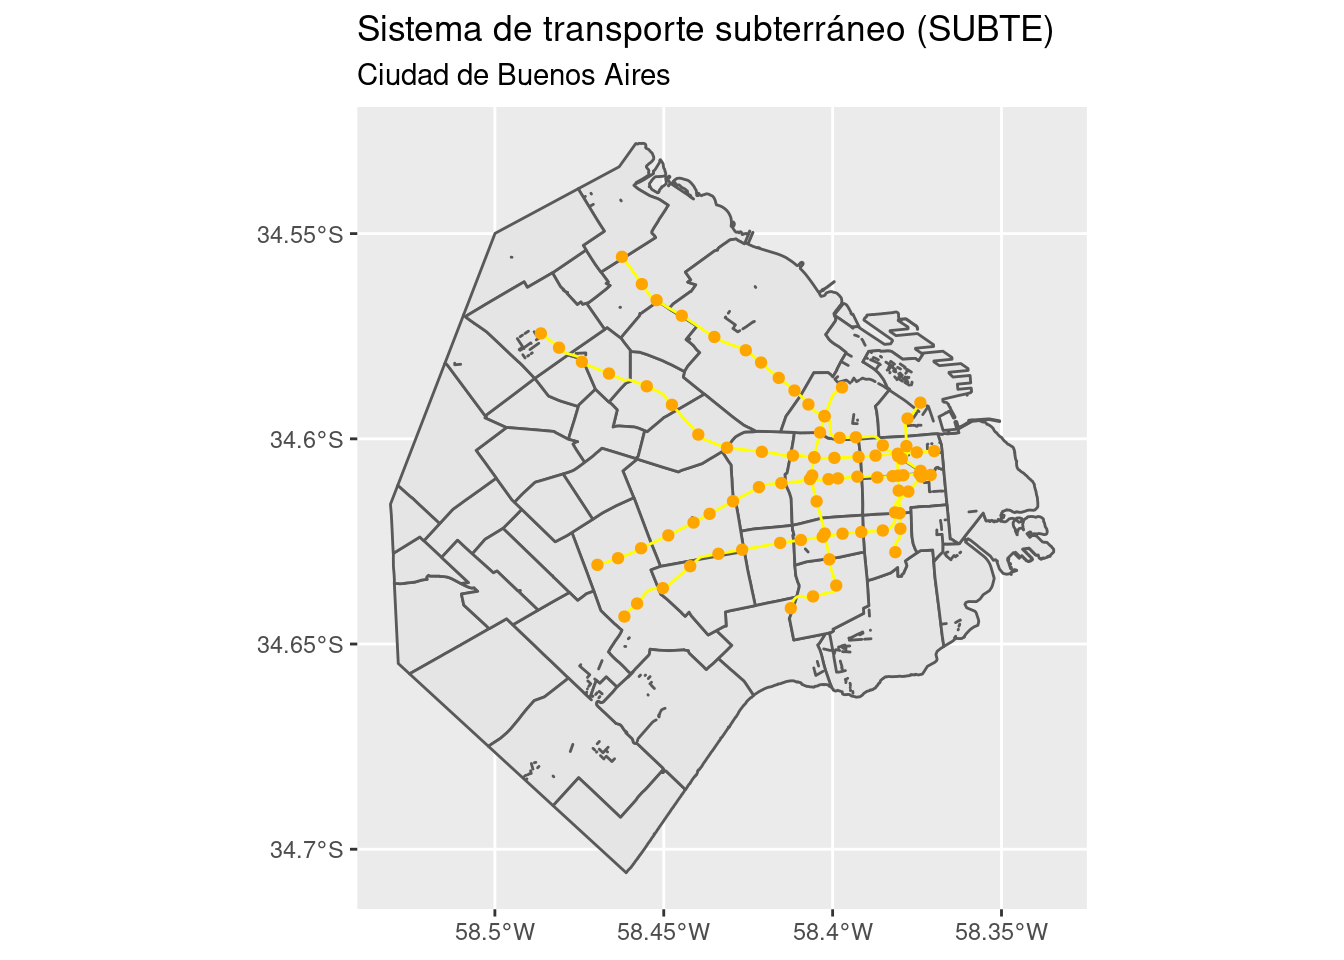 Sistema de transporte subterráneo (SUBTE)
Ciudad de Buenos Aires
34.55°S
34.6°S
34.65°S
34.7°S
58.5°W
58.45°W
58.4°W
58.35°W